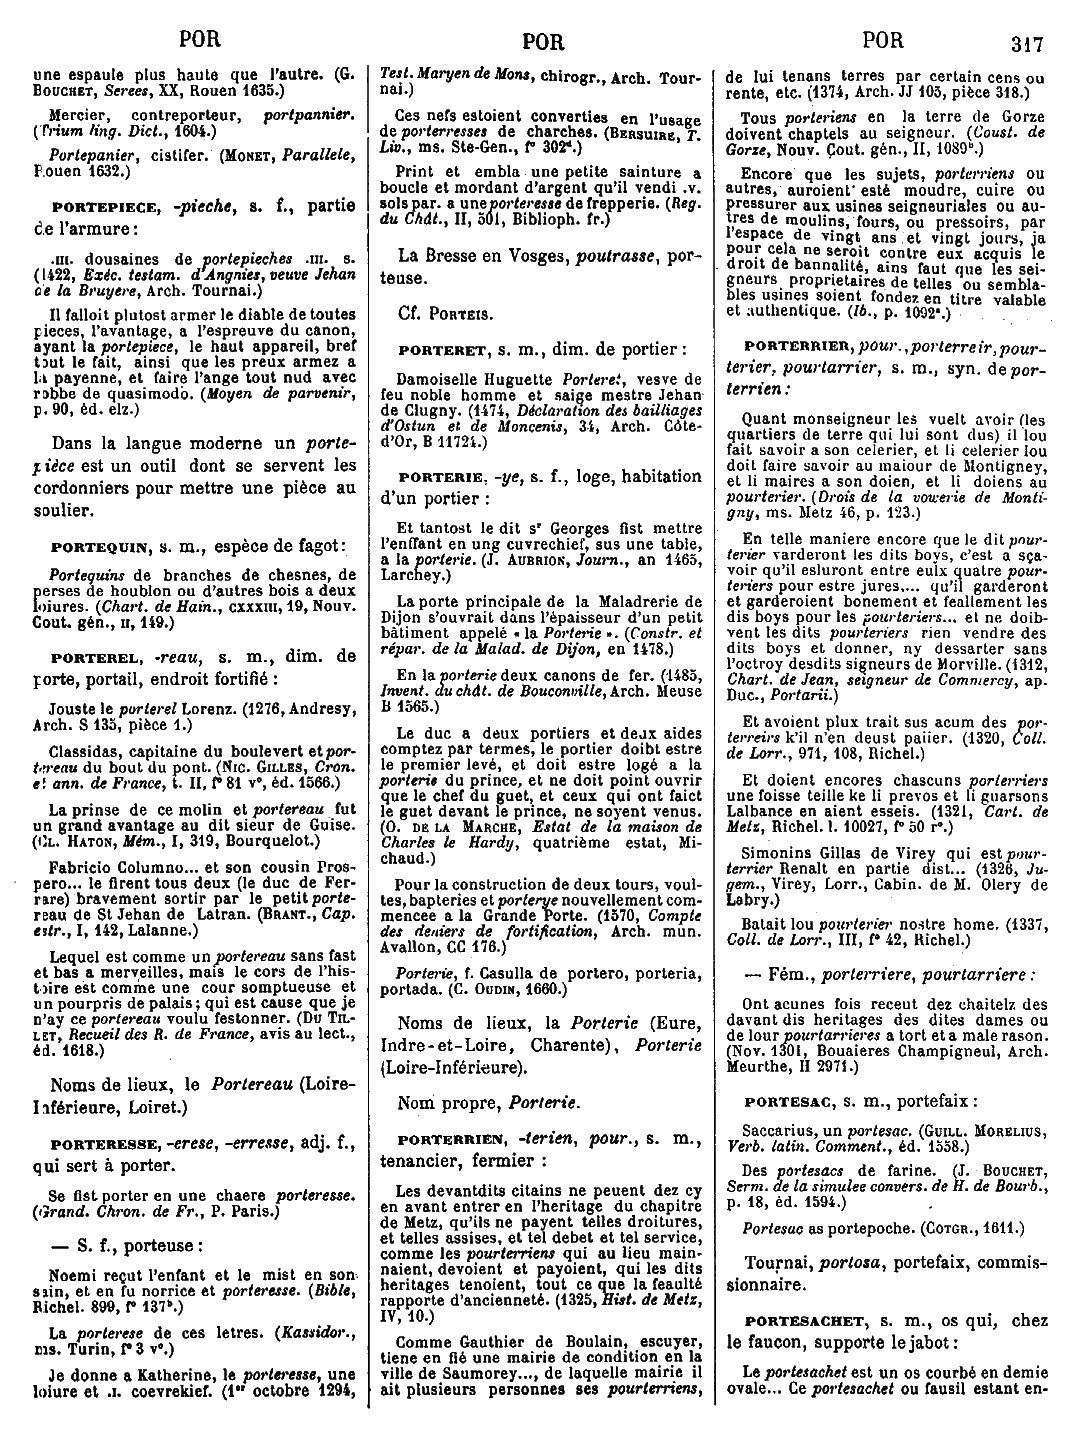 POR
POR
POR
317
une espaule plus haute que l'autre. (G.
BOUCHET, Serees, XX, Rouen 1635.)
Mercier, contreporteur, portpannier.
(Trium ling. Dict., 1604.)
Portepanier, cistifer. (MONET, Parallele,
Rouen 1632.)
PORTEPIECE, -pieche, s. f., partie
de l'armure :
.III. dousaines de portepieches .III. s.
(1422, Exéc. testam. d'Angnies, veuve Jehan
de la Bruyere, Arch. Tournai.)
Il falloit plutost armer le diable de toutes
pieces, l'avantage, a l'espreuve du canon,
ayant la portepiece, le haut appareil, bref
tout le fait, ainsi que les preux armez a
la payenne, et faire l'ange tout nud avec
robbe de quasimodo. (Moyen de parvenir,
p. 90, éd. elz.)
Dans la langue moderne un porte-
pièce est un outil dont se servent les
cordonniers pour mettre une pièce au
soulier.
PORTEQUIN, s. m., espèce de fagot :
Portequins de branches de chesnes, de
perses de houblon ou d'autres bois a deux
loiures. (Chart. de Hain., CXXXIII, 19, Nouv.
Cout. gén., II, 149.)
PORTEREL, -reau, s. m., dim. de
porte, portail, endroit fortifié :
Jouste le porterel Lorenz. (1276, Andresy,
Arch. S 135, pièce 1.)
Classidas, capitaine du boulevert et por-
tereau du bout du pont. (NIC. GILLES, Cron.
et ann. de France, t. II, f° 81 v°, éd. 1566.)
La prinse de ce molin et portereau fut
un grand avantage au dit sieur de Guise.
(CL. HATON, Mém., I, 319, Bourquelot.)
Fabricio Columno... et son cousin Pros-
pero... le firent tous deux (le duc de Fer-
rare) bravement sortir par le petit porte-
reau de St Jehan de Latran. (BRANT., Cap.
estr., I, 142, Lalanne.)
Lequel est comme un portereau sans fast
et bas a merveilles, mais le cors de l'his-
toire est comme une cour somptueuse et
un pourpris de palais ; qui est cause que je
n'ay ce portereau voulu festonner. (DU TIL-
LET, Recueil des R. de France, avis au lect.,
éd. 1618.)
Noms de lieux, le Portereau (Loire-
Inférieure, Loiret.)
PORTERESSE, -erese, -erresse, adj. f.,
qui sert à porter.
Se fist porter en une chaere porteresse.
(Grand. Chron. de Fr., P. Paris.)
— S. f., porteuse :
Noemi reçut l'enfant et le mist en son
sain, et en fu norrice et porteresse. (Bible,
Richel. 899, f° 137ᵇ.)
La porterese de ces letres. (Kassidor.,
ms. Turin, f° 3 v°.)
Je donne a Katherine, le porteresse, une
loiure et .I. coevrekief. (1ᵉʳ octobre 1294,
Test. Maryen de Mons, chirogr., Arch. Tour-
nai.)
Ces nefs estoient converties en l'usage
de porterresses de charches. (BERSUIRE, T.
Liv., ms. Ste-Gen., f° 302ᵈ.)
Print et embla une petite sainture a
boucle et mordant d'argent qu'il vendi .v.
sols par. a une porteresse de frepperie. (Reg.
du Chât., II, 501, Biblioph. fr.)
La Bresse en Vosges, poutrasse, por-
teuse.
Cf. PORTEIS.
PORTERET, s. m., dim. de portier :
Damoiselle Huguette Porteret, vesve de
feu noble homme et saige mestre Jehan
de Clugny. (1474, Déclaration des bailliages
d'Ostun et de Moncenis, 34, Arch. Côte-
d'Or, B 11724.)
PORTERIE, -ye, s. f., loge, habitation
d'un portier :
Et tantost le dit sʳ Georges fist mettre
l'enffant en ung cuvrechief, sus une table,
a la porterie. (J. AUBRION, Journ., an 1465,
Larchey.)
La porte principale de la Maladrerie de
Dijon s'ouvrait dans l'épaisseur d'un petit
bâtiment appelé « la Porterie ». (Constr. et
répar. de la Malad. de Dijon, en 1478.)
En la porterie deux canons de fer. (1485,
Invent. du chât. de Bouconville, Arch. Meuse
B 1565.)
Le duc a deux portiers et deux aides
comptez par termes, le portier doibt estre
le premier levé, et doit estre logé a la
porterie du prince, et ne doit point ouvrir
que le chef du guet, et ceux qui ont faict
le guet devant le prince, ne soyent venus.
(O. DE LA MARCHE, Estat de la maison de
Charles le Hardy, quatrième estat, Mi-
chaud.)
Pour la construction de deux tours, voul-
tes, bapteries et porterye nouvellement com-
mencee a la Grande Porte. (1570, Compte
des deniers de fortification, Arch. mun.
Avallon, CC 176.)
Porterie, f. Casulla de portero, porteria,
portada. (C. OUDIN, 1660.)
Noms de lieux, la Porterie (Eure,
Indre-et-Loire, Charente), Porterie
(Loire-Inférieure).
Nom propre, Porterie.
PORTERRIEN, -terien, pour., s. m.,
tenancier, fermier :
Les devantdits citains ne peuent dez cy
en avant entrer en l'heritage du chapitre
de Metz, qu'ils ne payent telles droitures,
et telles assises, et tel debet et tel service,
comme les pourterriens qui au lieu main-
naient, devoient et payoient, qui les dits
heritages tenoient, tout ce que la feaulté
rapporte d'ancienneté. (1325, Hist. de Metz,
IV, 10.)
Comme Gauthier de Boulain, escuyer,
tiene en fié une mairie de condition en la
ville de Saumorey..., de laquelle mairie il
ait plusieurs personnes ses pourterriens,
de lui tenans terres par certain cens ou
rente, etc. (1374, Arch. JJ 105, pièce 318.)
Tous porteriens en la terre de Gorze
doivent chaptels au seigneur. (Coust. de
Gorze, Nouv. Cout. gén., II, 1089ᵇ.)
Encore que les sujets, porterriens ou
autres, auroient esté moudre, cuire ou
pressurer aux usines seigneuriales ou au-
tres de moulins, fours, ou pressoirs, par
l'espace de vingt ans et vingt jours, ja
pour cela ne seroit contre eux acquis le
droit de bannalité, ains faut que les sei-
gneurs proprietaires de telles ou sembla-
bles usines soient fondez en titre valable
et authentique. (Ib., p. 1092ᵃ.)
PORTERRIER, pour., porterreir, pour-
terier, pourtarrier, s. m., syn. de por-
terrien :
Quant monseigneur les vuelt avoir (les
quartiers de terre qui lui sont dus) il lou
fait savoir a son celerier, et li celerier lou
doit faire savoir au maiour de Montigney,
et li maires a son doien, et li doiens au
pourterier. (Drois de la vowerie de Monti-
gny, ms. Metz 46, p. 123.)
En telle maniere encore que le dit pour-
terier varderont les dits boys, c'est a sça-
voir qu'il esluront entre eulx quatre pour-
teriers pour estre jures,... qu'il garderont
et garderoient bonement et feallement les
dis boys pour les pourteriers... et ne doib-
vent les dits pourteriers rien vendre des
dits boys et donner, ny dessarter sans
l'octroy desdits signeurs de Morville. (1312,
Chart. de Jean, seigneur de Commercy, ap.
Duc., Portarii.)
Et avoient plux trait sus acum des por-
terreirs k'il n'en deust paiier. (1320, Coll.
de Lorr., 971, 108, Richel.)
Et doient encores chascuns porterriers
une foisse teille ke li prevos et li guarsons
Lalbance en aient esseis. (1321, Cart. de
Metz, Richel. l. 10027, f° 50 r°.)
Simonins Gillas de Virey qui est pour-
terrier Renalt en partie dist... (1326, Ju-
gem., Virey, Lorr., Cabin. de M. Olery de
Labry.)
Batait lou pourterier nostre home. (1337,
Coll. de Lorr., III, f° 42, Richel.)
— Fém., porterriere, pourtarriere :
Ont acunes fois receut dez chaitelz des
davant dis heritages des dites dames ou
de lour pourtarrieres a tort et a male rason.
(Nov. 1301, Bouaieres Champigneul, Arch.
Meurthe, H 2971.)
PORTESAC, s. m., portefaix :
Saccarius, un portesac. (GUILL. MORELIUS,
Verb. latin. Comment., éd. 1558.)
Des portesacs de farine. (J. BOUCHET,
Serm. de la simulee convers. de H. de Bourb.,
p. 18, éd. 1594.)
Portesac as portepoche. (COTGR., 1611.)
Tournai, portosa, portefaix, commis-
sionnaire.
PORTESACHET, s. m., os qui, chez
le faucon, supporte le jabot :
Le portesachet est un os courbé en demie
ovale... Ce portesachet ou fausil estant en-